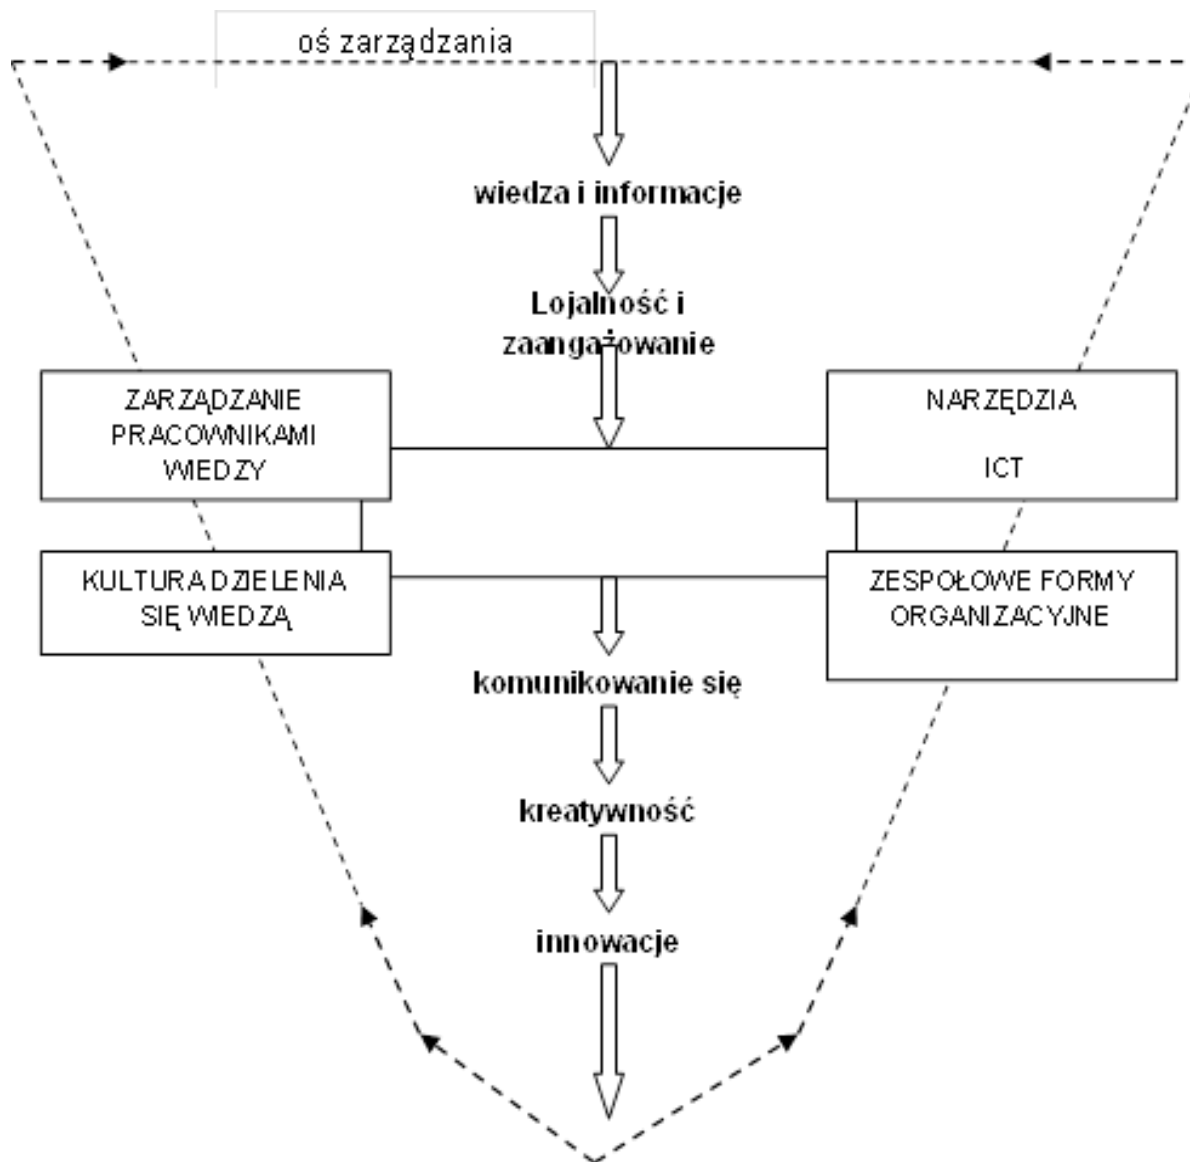 oś zarządzania
wiedza i informacje
Lojalność i
zaangażowanie
ZARZĄDZANIE
PRACOWNIKAMI
WIEDZY
NARZĘDZIA
ICT
KULTURA DZIELENIA
SIĘ WIEDZĄ
ZESPOŁOWE FORMY
ORGANIZACYJNE
komunikowanie się
kreatywność
innowacje